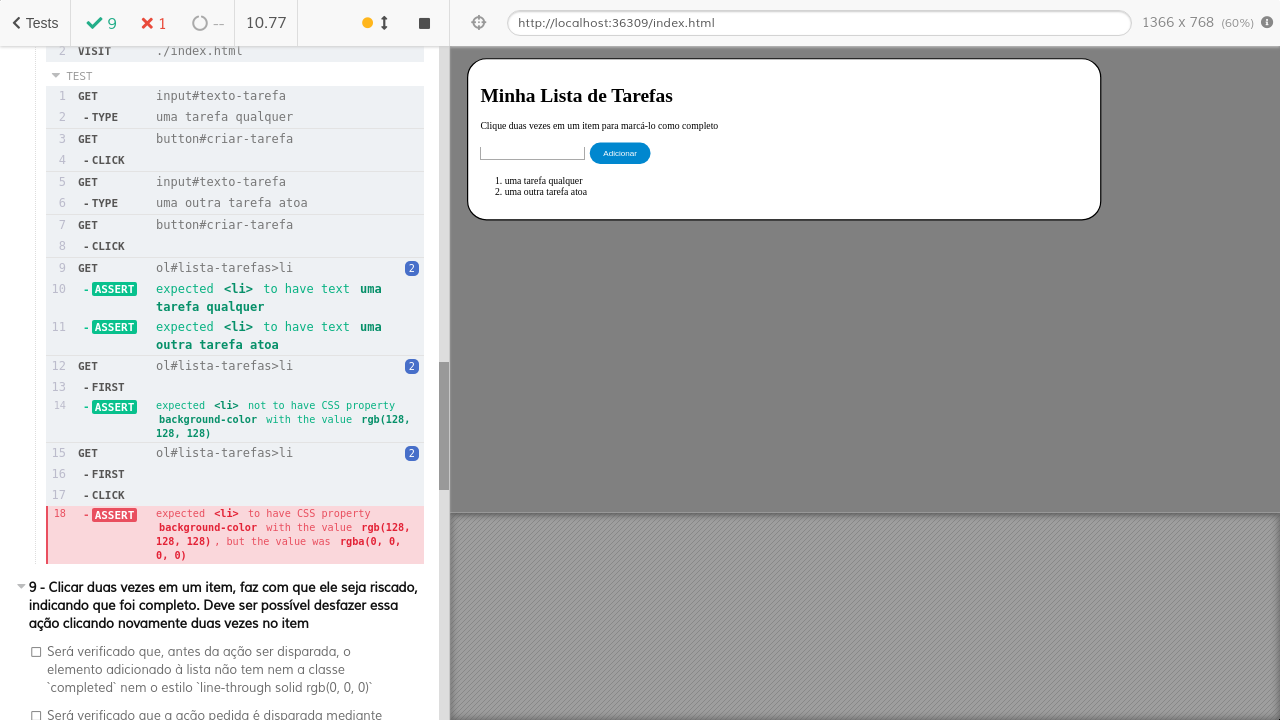 Tests 9 1 -- 10.77
http://localhost:36309/index.html 1366 x 768 (60%)
2 VISIT ./index.html
TEST
1 GET input#texto-tarefa
2 -TYPE uma tarefa qualquer
3 GET button#criar-tarefa
4 -CLICK
5 GET input#texto-tarefa
6 -TYPE uma outra tarefa atoa
7 GET button#criar-tarefa
8 -CLICK
9 GET ol#lista-tarefas>li 2
10 -ASSERT expected <li> to have text uma
tarefa qualquer
11 -ASSERT expected <li> to have text uma
outra tarefa atoa
12 GET ol#lista-tarefas>li 2
13 -FIRST
14 -ASSERT expected <li> not to have CSS property
background-color with the value rgb(128,
128, 128)
15 GET ol#lista-tarefas>li 2
16 -FIRST
17 -CLICK
18 -ASSERT expected <li> to have CSS property
background-color with the value rgb(128,
128, 128) , but the value was rgba(0, 0,
0, 0)
9 - Clicar duas vezes em um item, faz com que ele seja riscado,
indicando que foi completo. Deve ser possível desfazer essa
ação clicando novamente duas vezes no item
Será verificado que, antes da ação ser disparada, o
elemento adicionado à lista não tem nem a classe
`completed` nem o estilo `line-through solid rgb(0, 0, 0)`
Será verificado que a ação pedida é disparada mediante
Minha Lista de Tarefas
Clique duas vezes em um item para marcá-lo como completo
Adicionar
1. uma tarefa qualquer
2. uma outra tarefa atoa